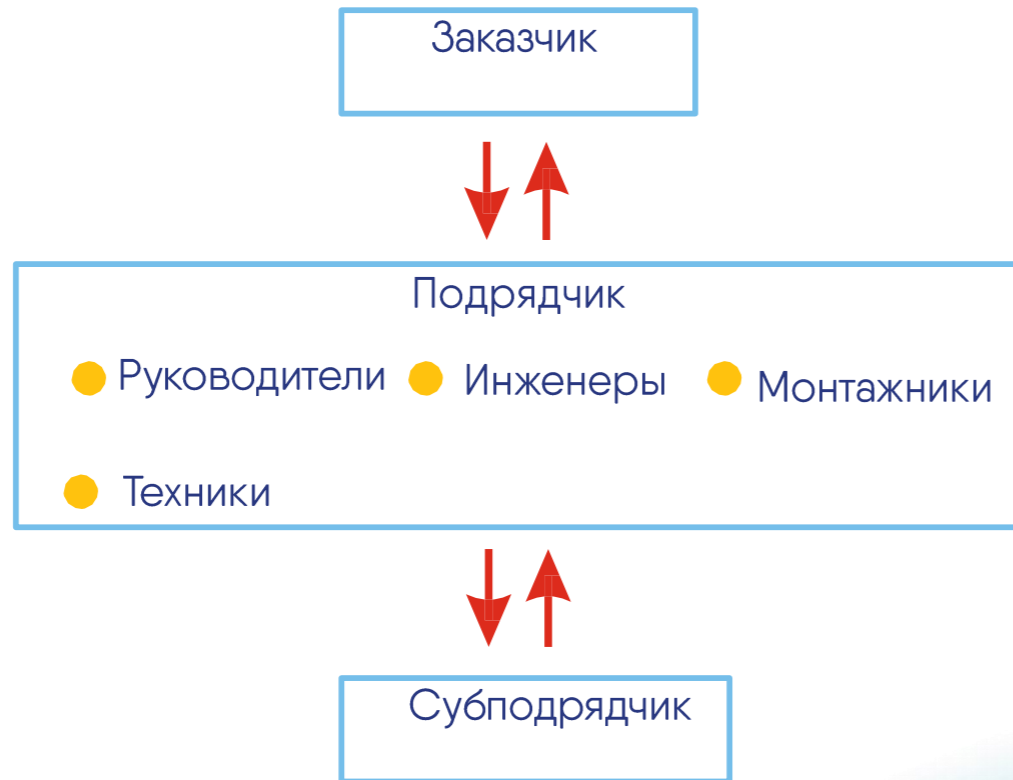 Заказчик
Подрядчик
Руководители Инженеры Монтажники
Техники
Субподрядчик